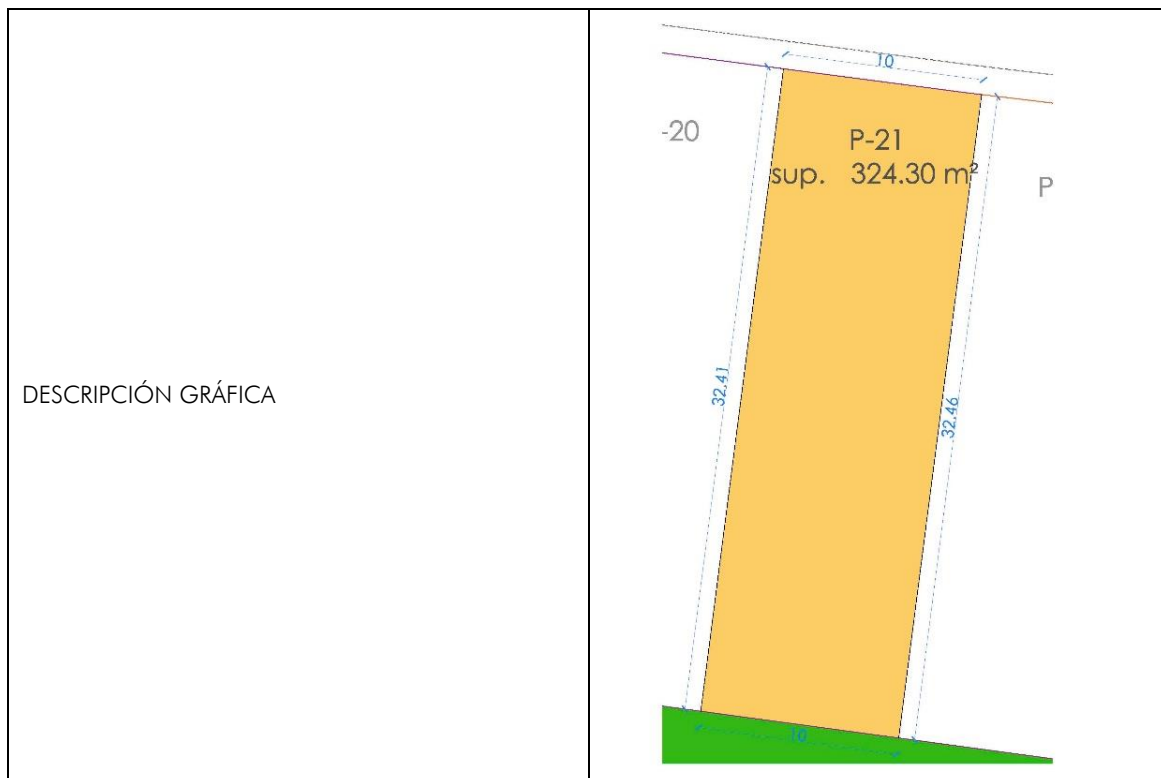 DESCRIPCIÓN GRÁFICA
10
-20
P-21
sup. 324.30 m²
P
32.41
32.46
10